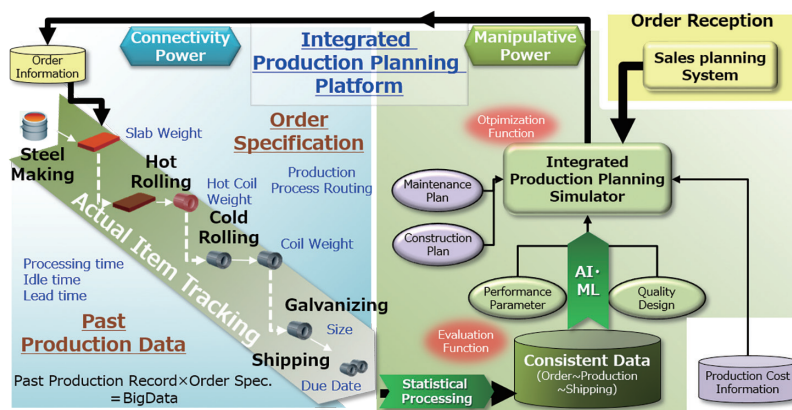 Connectivity
Power
Integrated
Production Planning
Platform
Manipulative
Power
Order Reception
Sales planning
System
Order
Information
Slab Weight
Order
Specification
Otpimization
Function
Steel
Making
Hot
Rolling
Hot Coil
Weight
Production
Process Routing
Maintenance
Plan
Integrated
Production Planning
Simulator
Cold
Rolling
Coil Weight
Construction
Plan
Actual Item Tracking
Processing time
Idle time
Lead time
AI·
ML
Performance
Parameter
Quality
Design
Galvanizing
Size
Past
Production Data
Evaluation
Function
Shipping
Due Date
Consistent Data
(Order~Production
~Shipping)
Production Cost
Information
Past Production Record×Order Spec.
=BigData
Statistical
Processing